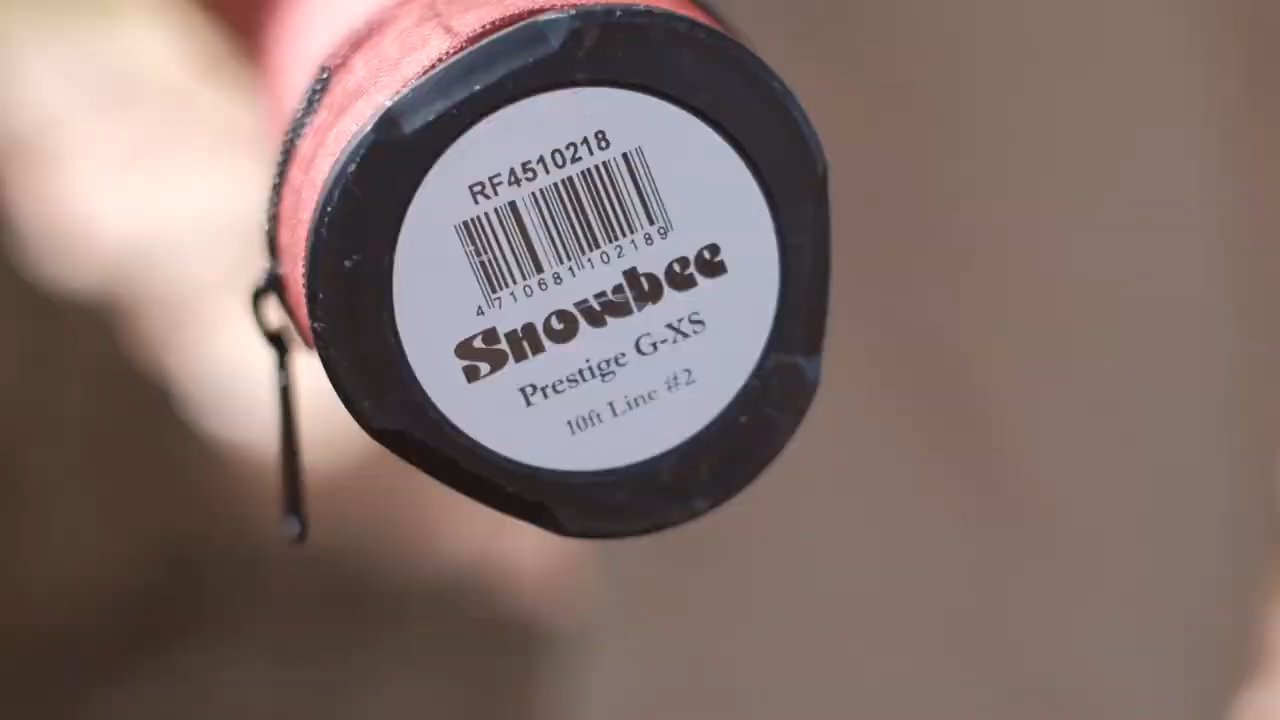 RF4510218
4710681102189
Snowbee
Prestige G-XS
10ft Line #2